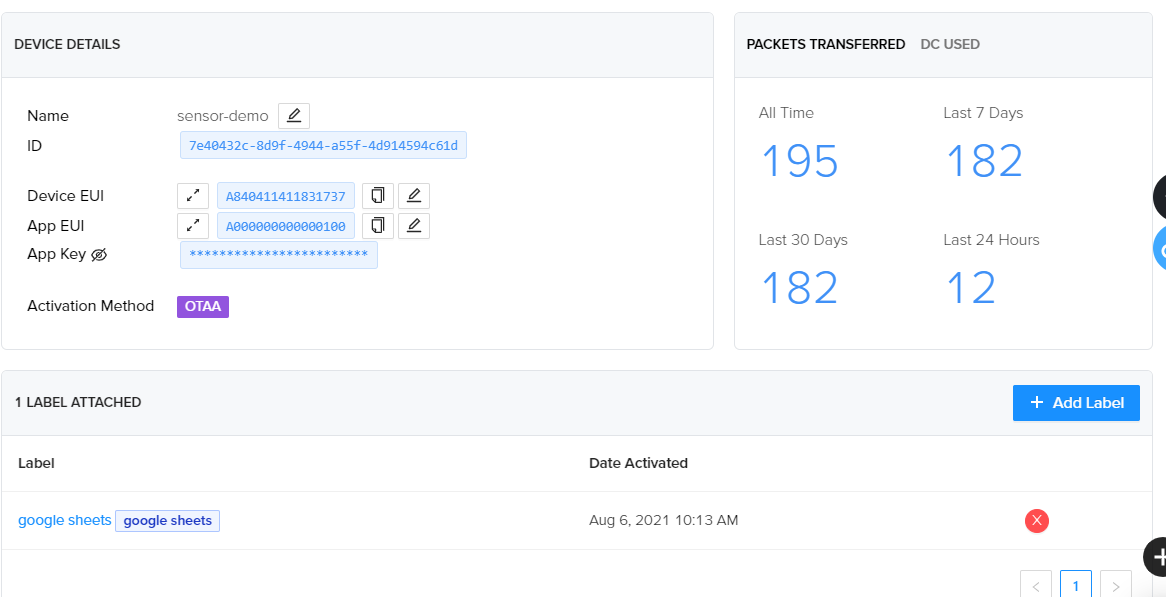 DEVICE DETAILS
Name sensor-demo
ID 7e40432c-8d9f-4944-a55f-4d914594c61d
Device EUI A840411411831737
App EUI A000000000000100
App Key ************************
Activation Method OTAA
PACKETS TRANSFERRED DC USED
All Time Last 7 Days
195 182
Last 30 Days Last 24 Hours
182 12
1 LABEL ATTACHED + Add Label
Label Date Activated
google sheets google sheets Aug 6, 2021 10:13 AM
< 1 >